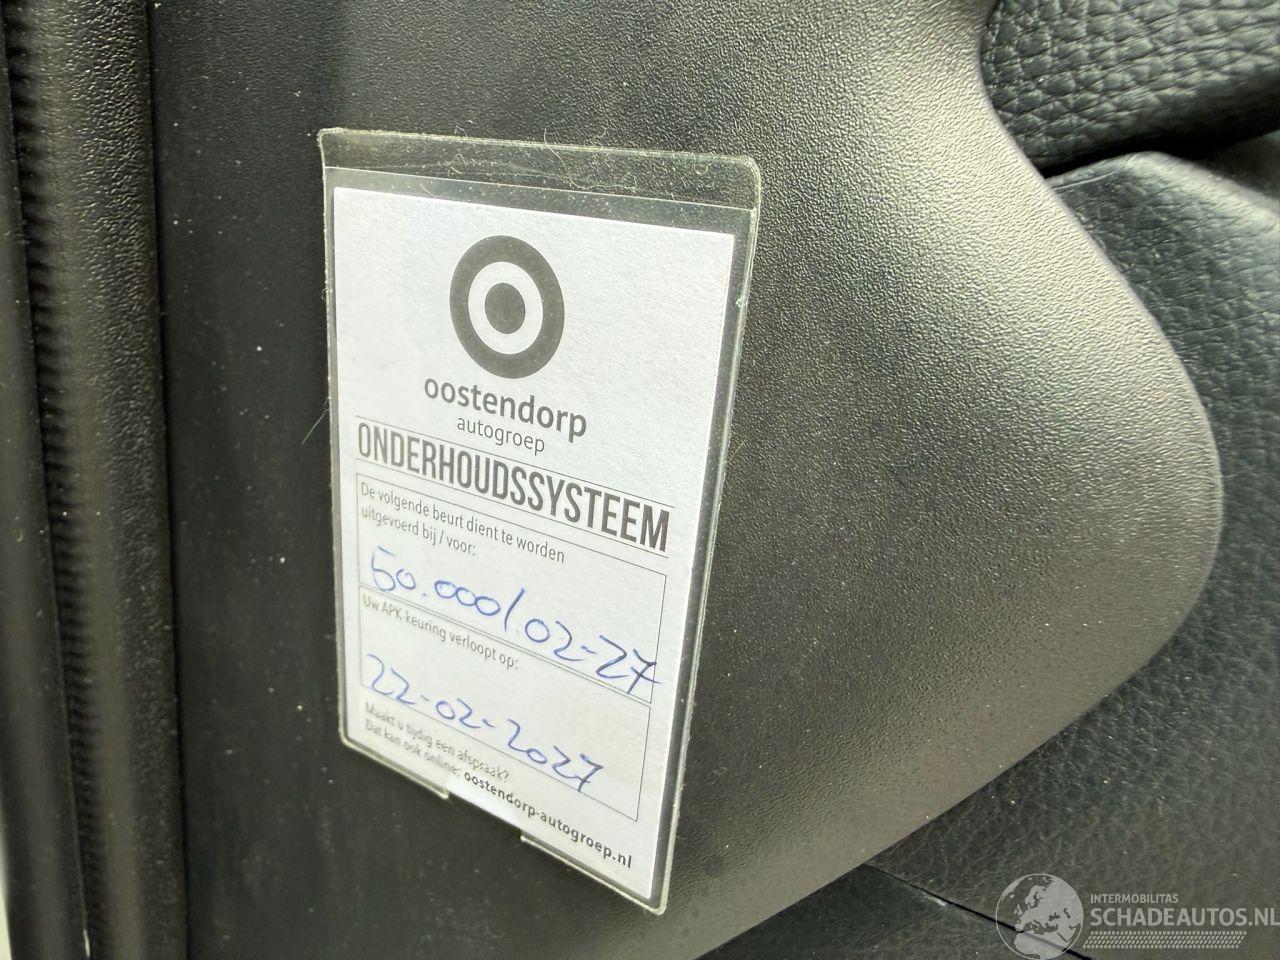 oostendorp
autogroep
ONDERHOUDSSYSTEEM
De volgende beurt dient te worden
uitgevoerd bij / voor:
50.000/.02-27
Uw APK-keuring verloopt op:
22-02-2027
Maakt u tijdig een afspraak?
Dat kan ook online: oostendorp-autogroep.nl
INTERMOBILITAS
SCHADEAUTOS.NL